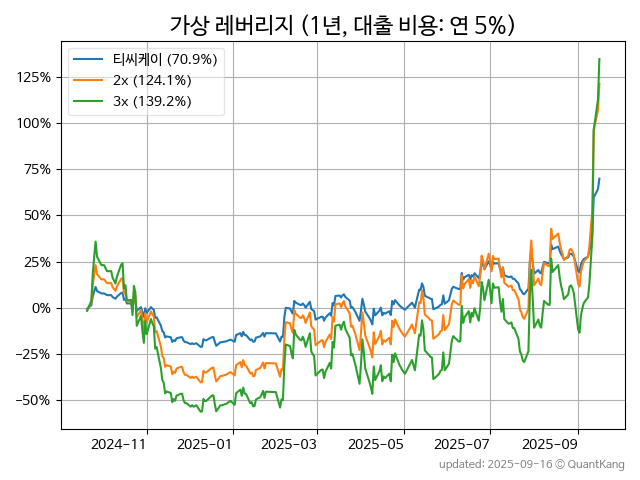 가상 레버리지 (1년, 대출 비용: 연 5%)
티씨케이 (70.9%)
2x (124.1%)
3x (139.2%)
125%
100%
75%
50%
25%
0%
−25%
−50%
2024-11 2025-01 2025-03 2025-05 2025-07 2025-09
updated: 2025-09-16 © QuantKang